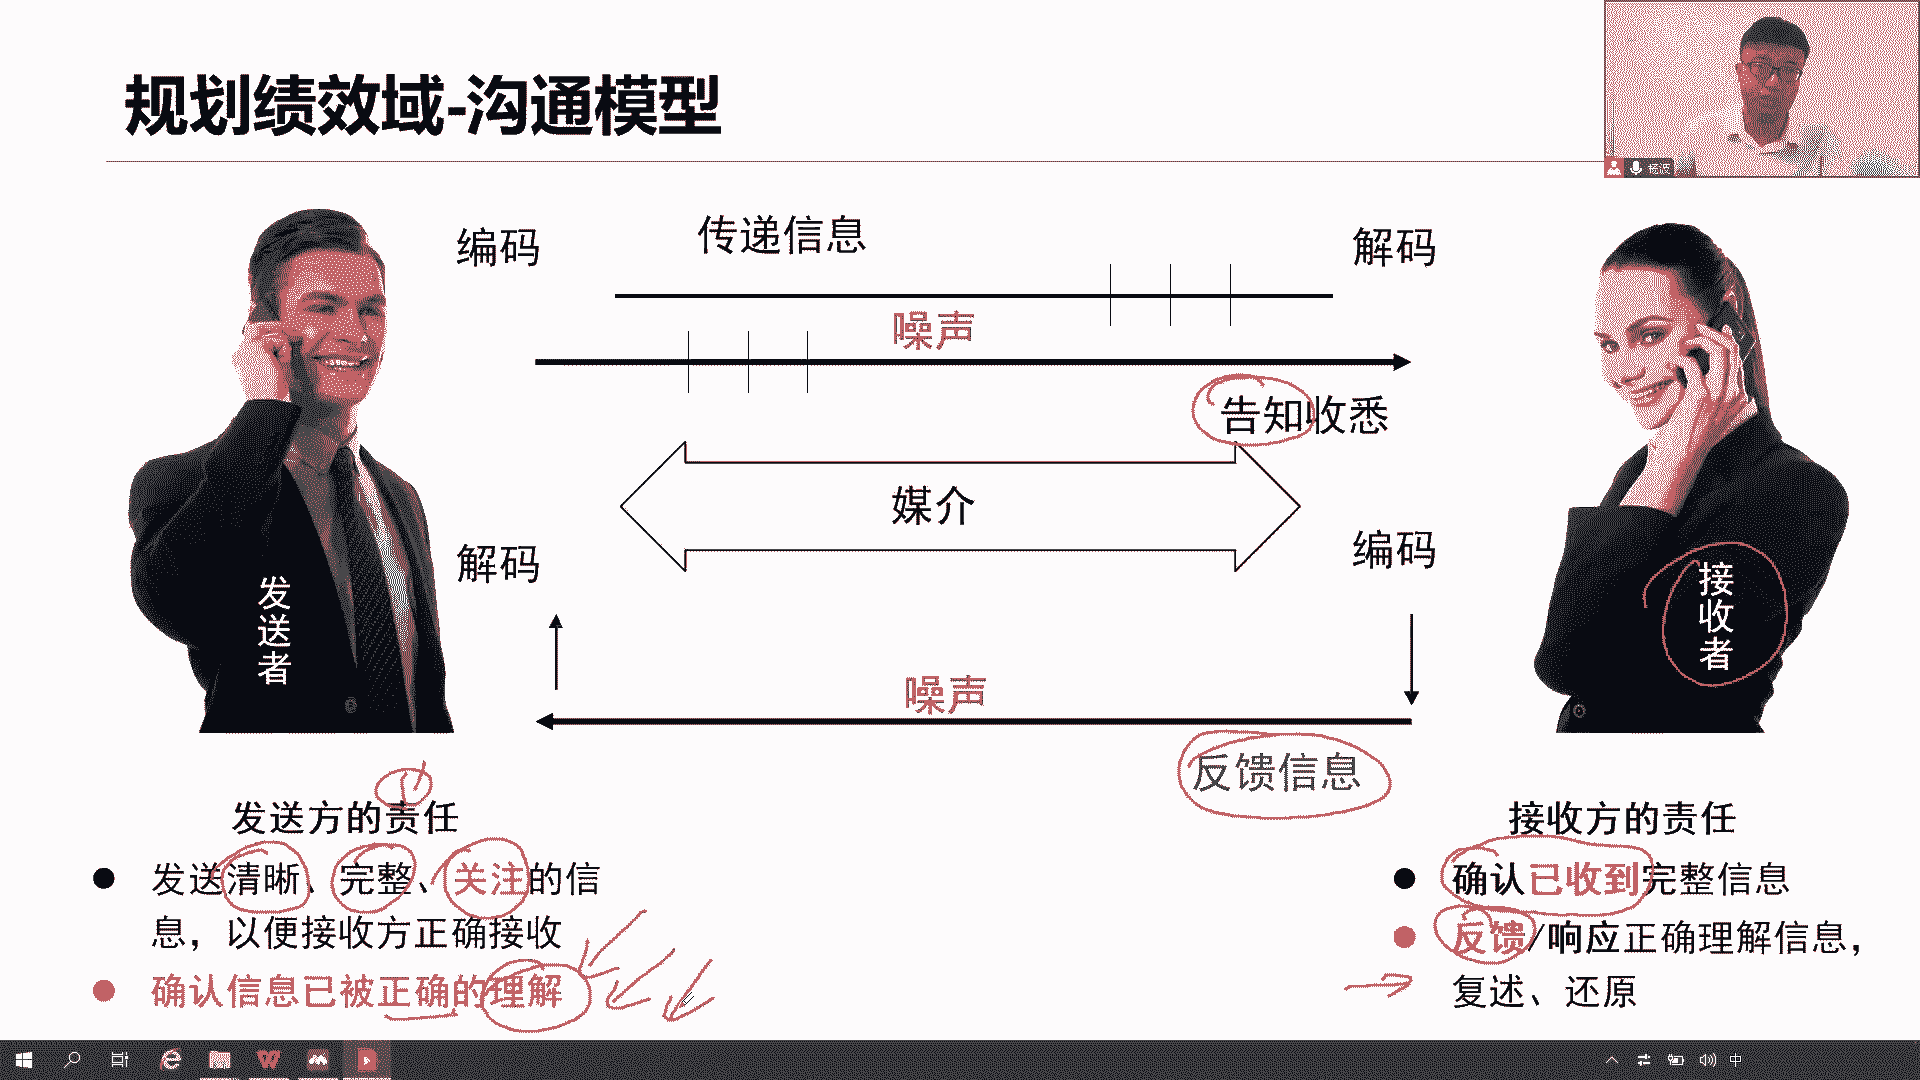 规划绩效域-沟通模型
杨波
编码
传递信息
解码
噪声
告知收悉
媒介
解码
编码
发送者
接收者
噪声
反馈信息
发送方的责任
发送清晰、完整、关注的信
息，以便接收方正确接收
确认信息已被正确的理解
接收方的责任
确认已收到完整信息
反馈/响应正确理解信息，
复述、还原
中